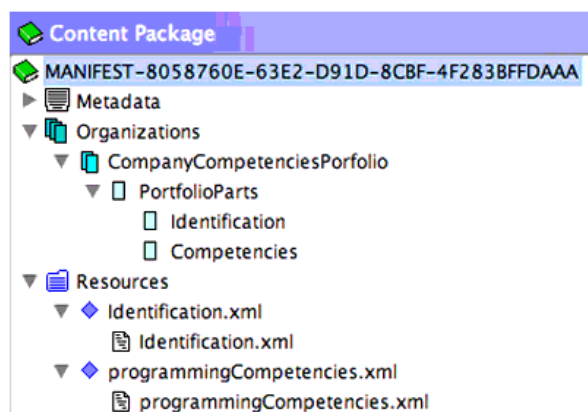 Content Package
MANIFEST-8058760E-63E2-D91D-8CBF-4F283BFFDAAA
Metadata
Organizations
CompanyCompetenciesPorfolio
PortfolioParts
Identification
Competencies
Resources
Identification.xml
Identification.xml
programmingCompetencies.xml
programmingCompetencies.xml